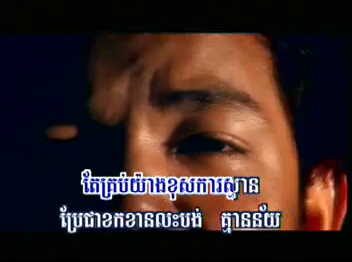 តែគ្រប់យ៉ាងខុសការស្មាន
ប្រែជាខកខានលះបង់ គ្មានន័យ